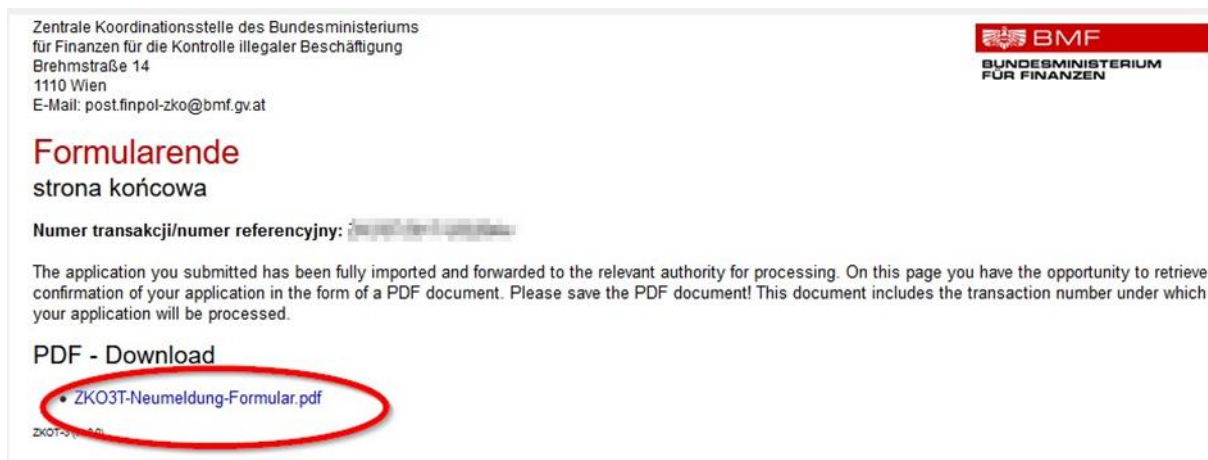 Zentrale Koordinationsstelle des Bundesministeriums
für Finanzen für die Kontrolle illegaler Beschäftigung
Brehmstraße 14
1110 Wien
E-Mail: post.finpol-zko@bmf.gv.at
BMF
BUNDESMINISTERIUM
FÜR FINANZEN
Formularende
strona końcowa
Numer transakcji/numer referencyjny:
The application you submitted has been fully imported and forwarded to the relevant authority for processing. On this page you have the opportunity to retrieve
confirmation of your application in the form of a PDF document. Please save the PDF document! This document includes the transaction number under which
your application will be processed.
PDF - Download
• ZKO3T-Neumeldung-Formular.pdf